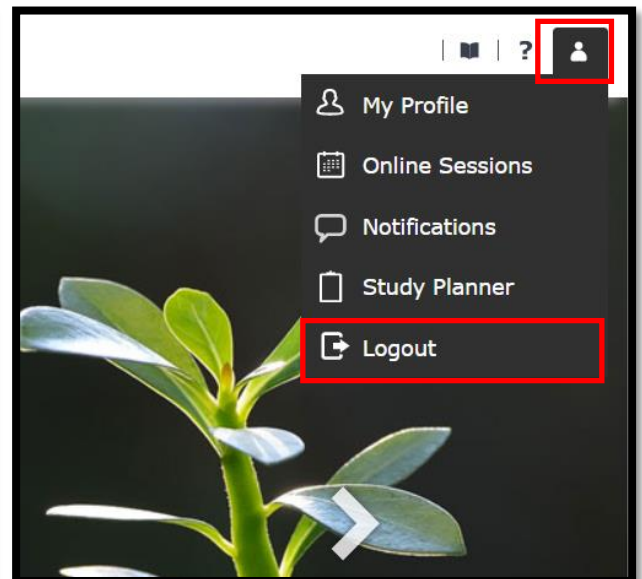 ?
My Profile
Online Sessions
Notifications
Study Planner
Logout